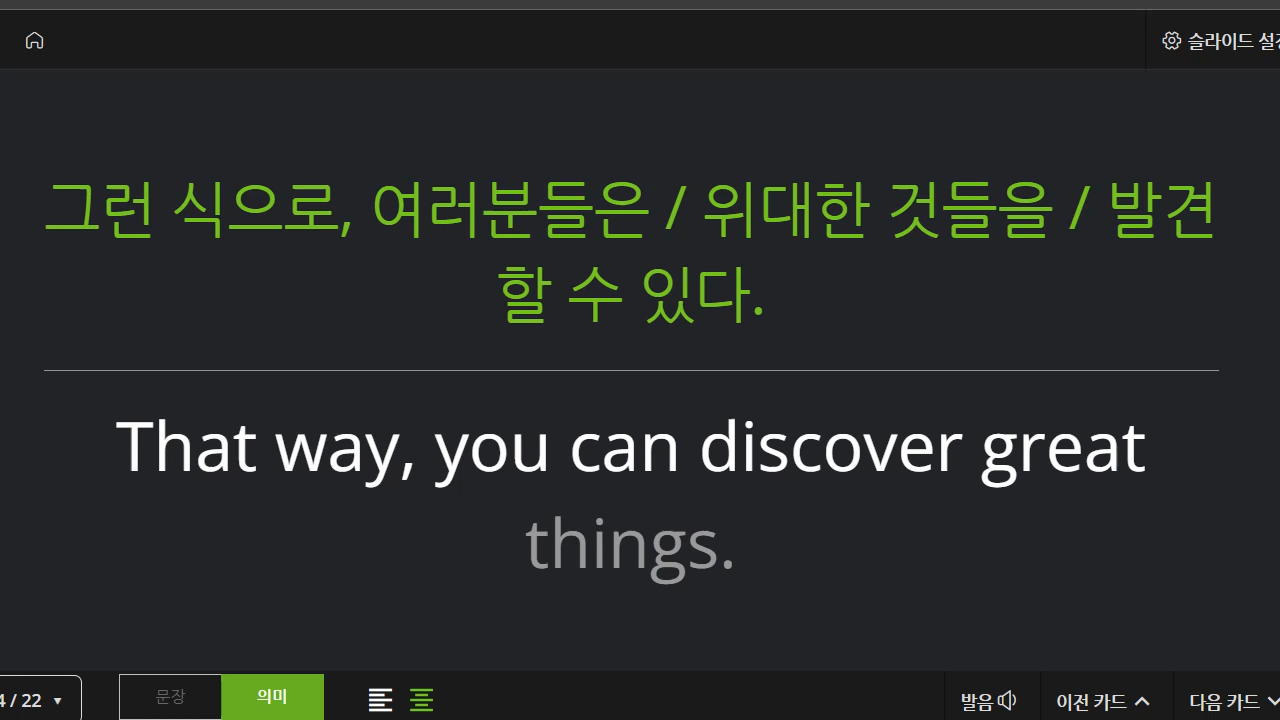 슬라이드 설정
그런 식으로, 여러분들은 / 위대한 것들을 / 발견
할 수 있다.
That way, you can discover great
things.
4 / 22
문장
의미
발음
이전 카드
다음 카드